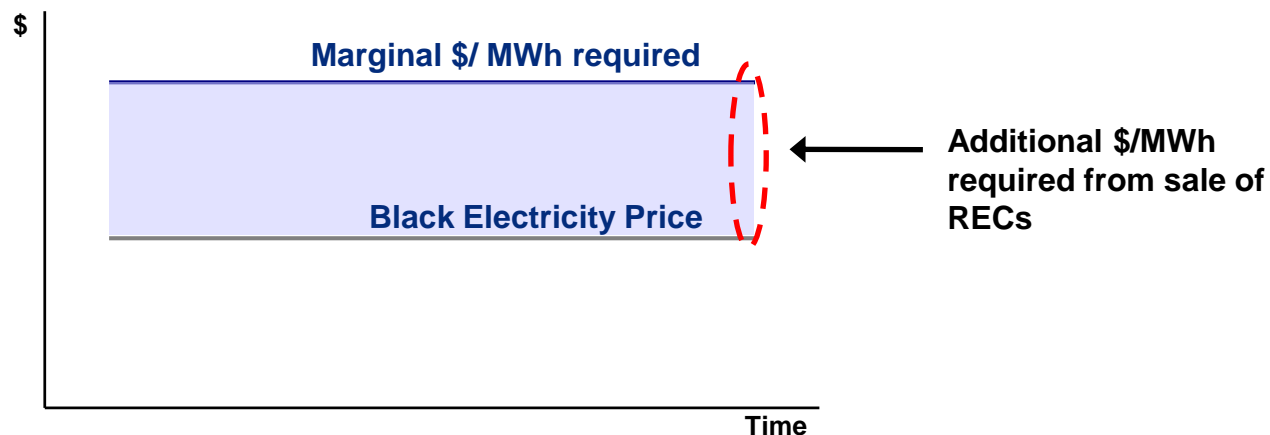 $
Marginal $/ MWh required
Additional $/MWh
required from sale of
RECs
Black Electricity Price
Time